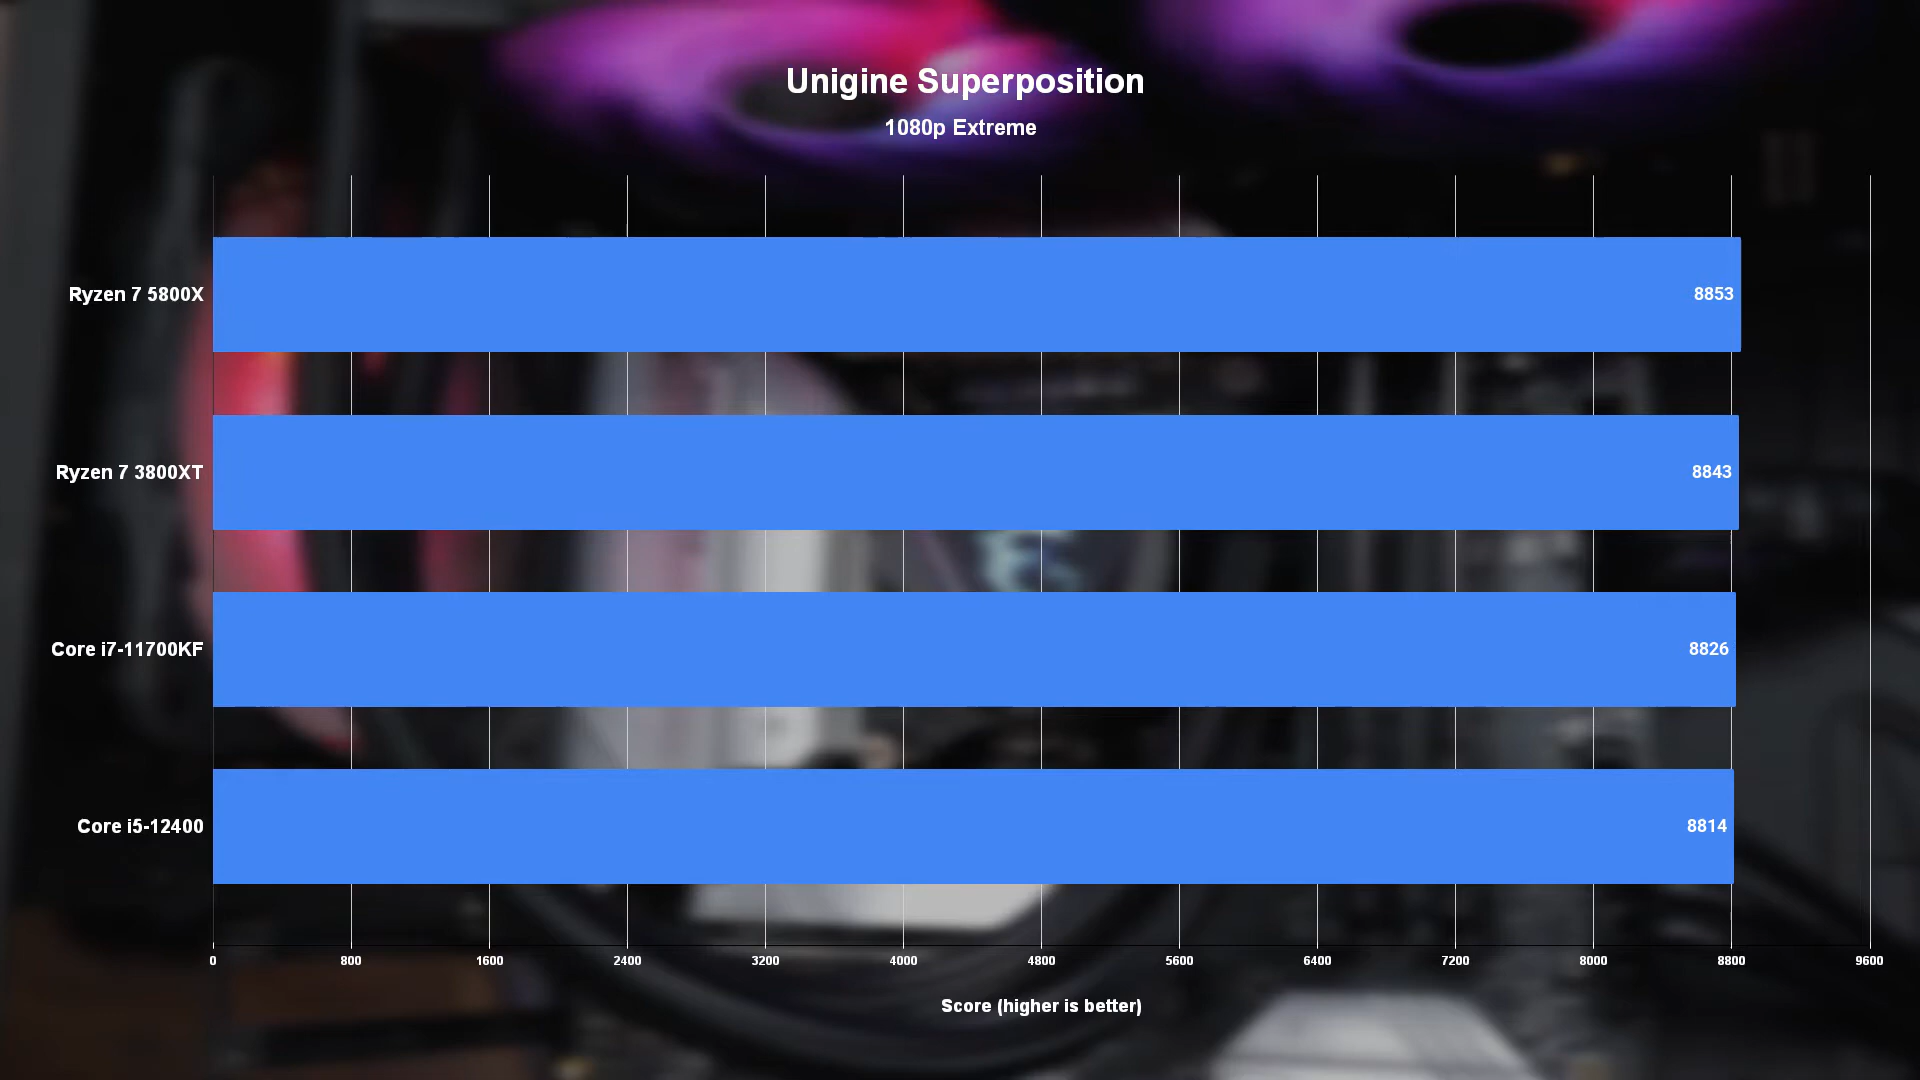 Unigine Superposition
1080p Extreme
Ryzen 7 5800X 8853
Ryzen 7 3800XT 8843
Core i7-11700KF 8826
Core i5-12400 8814
0 800 1600 2400 3200 4000 4800 5600 6400 7200 8000 8800 9600
Score (higher is better)